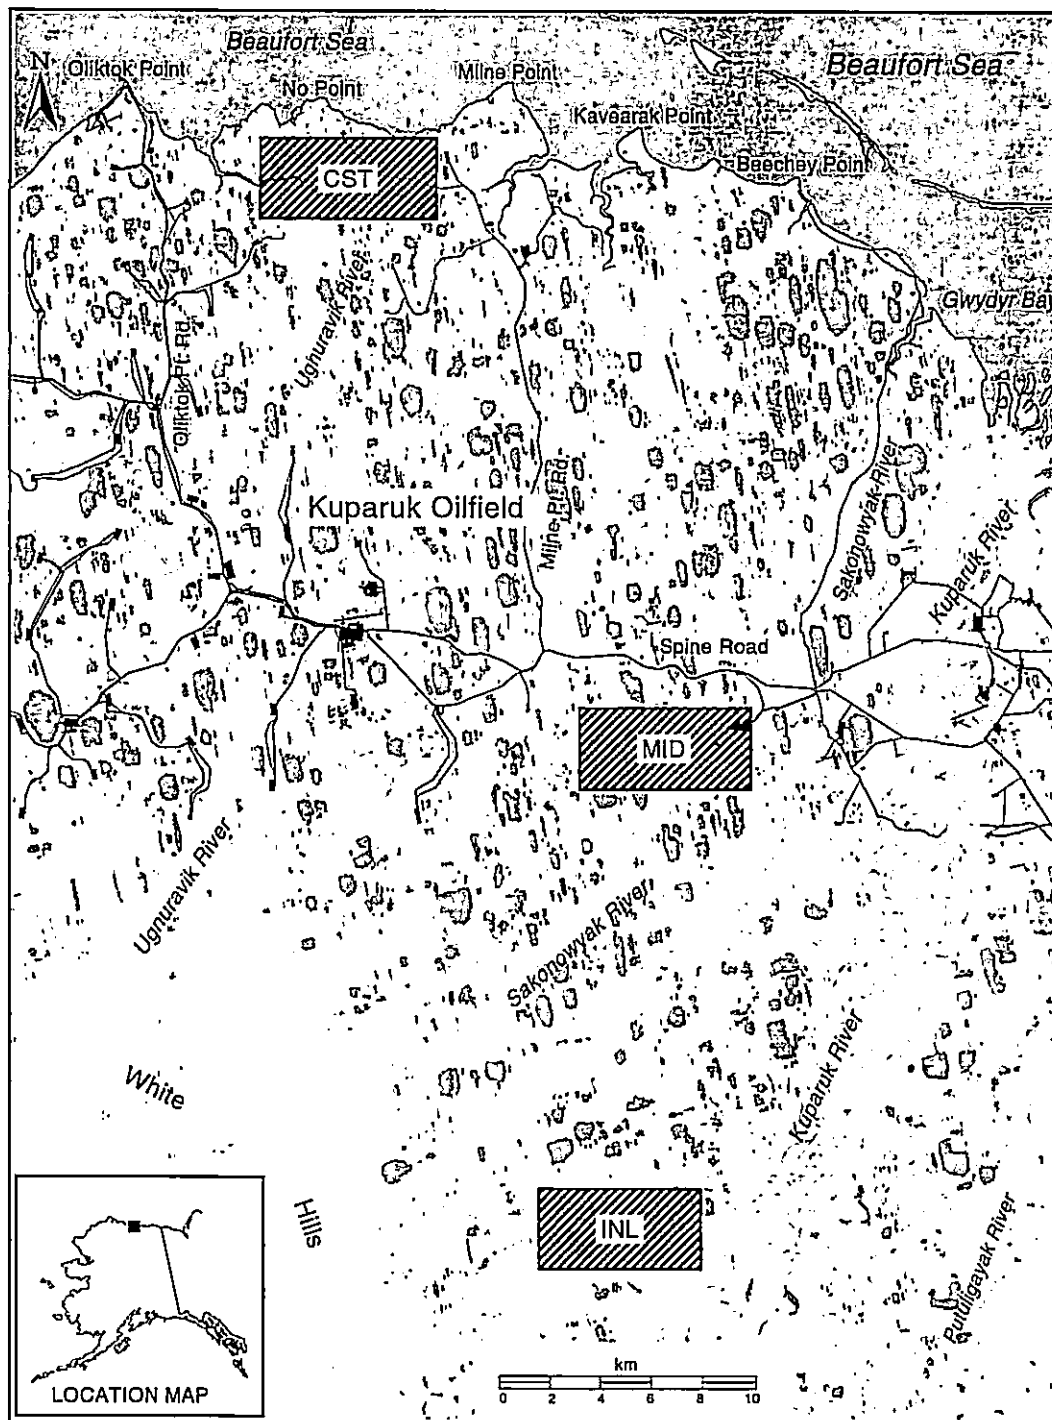 Beaufort Sea
N
Oliktok Point
No Point
Milne Point
Beaufort Sea
Kavearak Point
Beechey Point
CST
Ugnuravik River
Gwydyr Bay
Oliktok Pt. Rd.
Milne Pt. Rd.
Kuparuk Oilfield
Sakonowyak River
Kuparuk River
Spine Road
MID
Ugnuravik River
Sakonowyak River
Kuparuk River
White
Hills
INL
Putuligayak River
km
0 2 4 6 8 10
LOCATION MAP